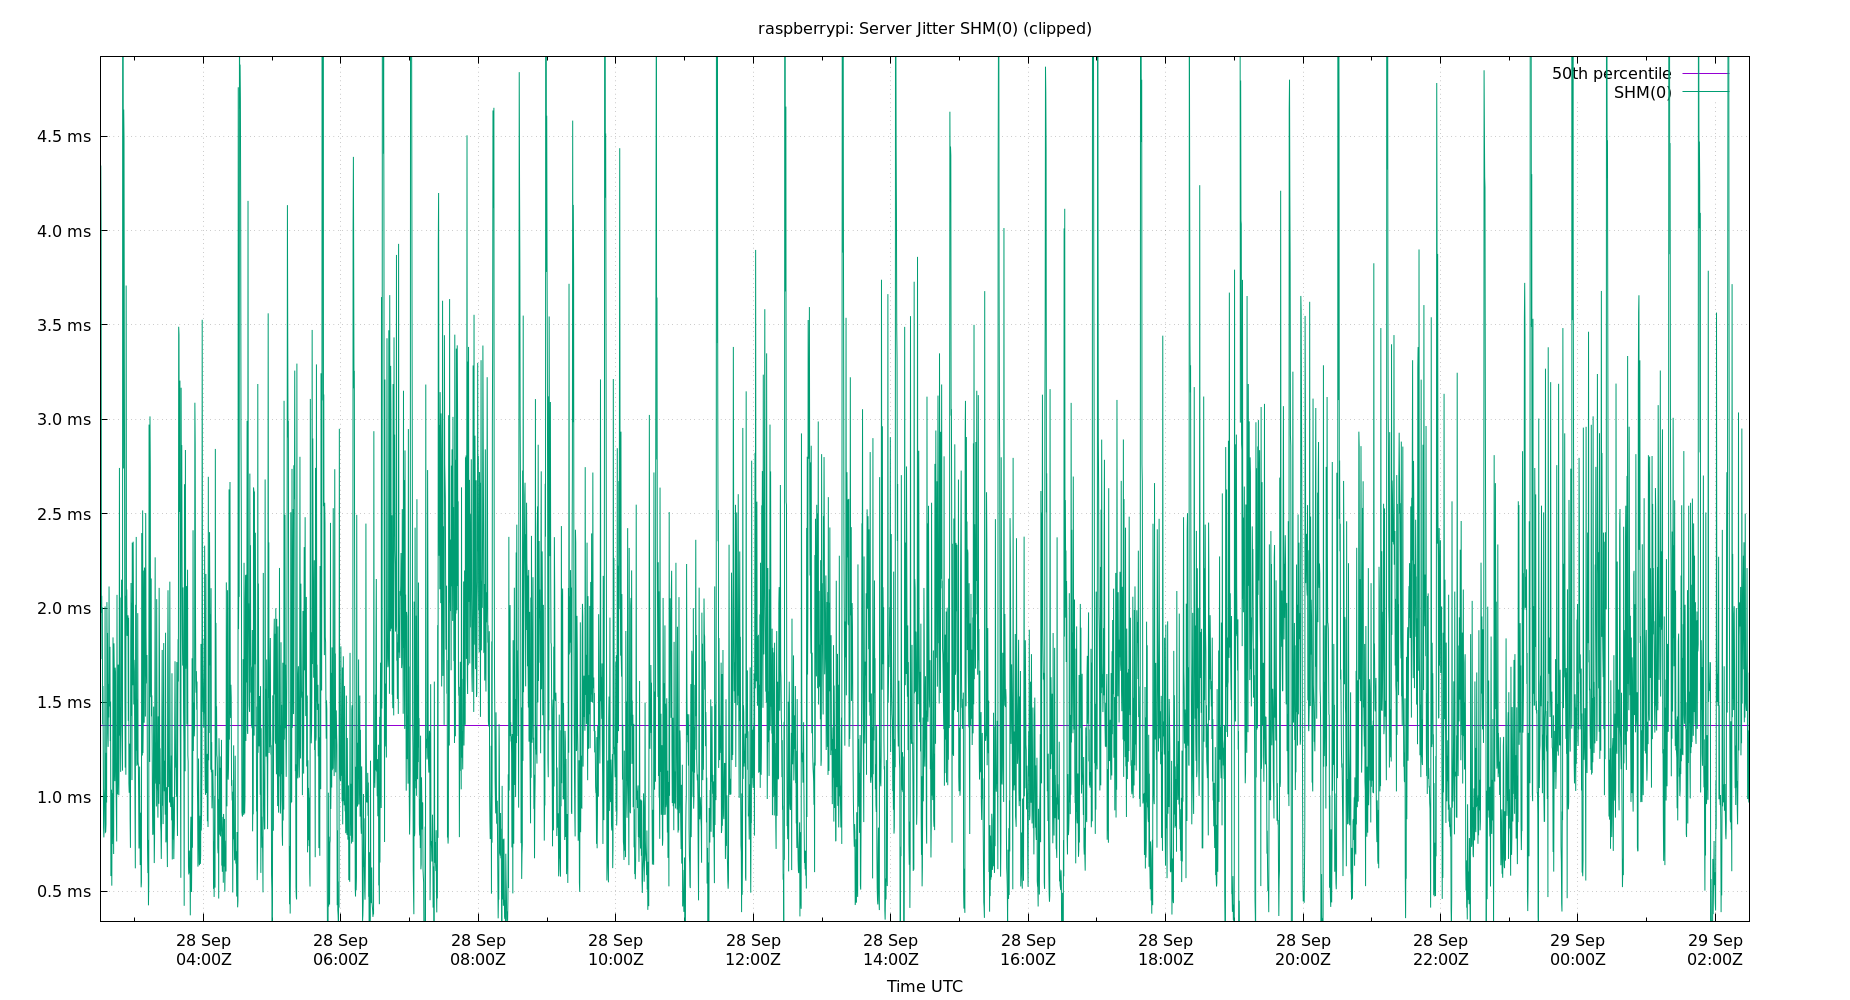 raspberrypi: Server Jitter SHM(0) (clipped)
50th percentile
SHM(0)
4.5 ms
4.0 ms
3.5 ms
3.0 ms
2.5 ms
2.0 ms
1.5 ms
1.0 ms
0.5 ms
28 Sep 28 Sep 28 Sep 28 Sep 28 Sep 28 Sep 28 Sep 28 Sep 28 Sep 28 Sep 29 Sep 29 Sep
04:00Z 06:00Z 08:00Z 10:00Z 12:00Z 14:00Z 16:00Z 18:00Z 20:00Z 22:00Z 00:00Z 02:00Z
Time UTC